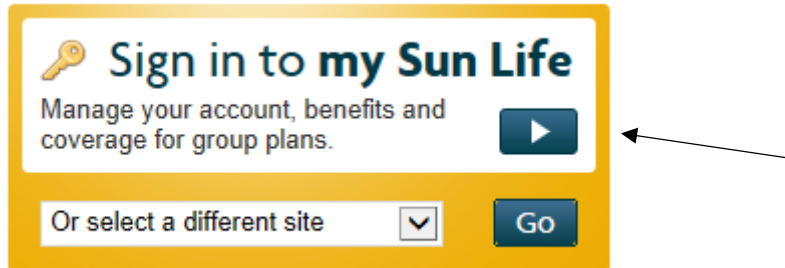 Sign in to my Sun Life
Manage your account, benefits and
coverage for group plans.
Or select a different site
Go